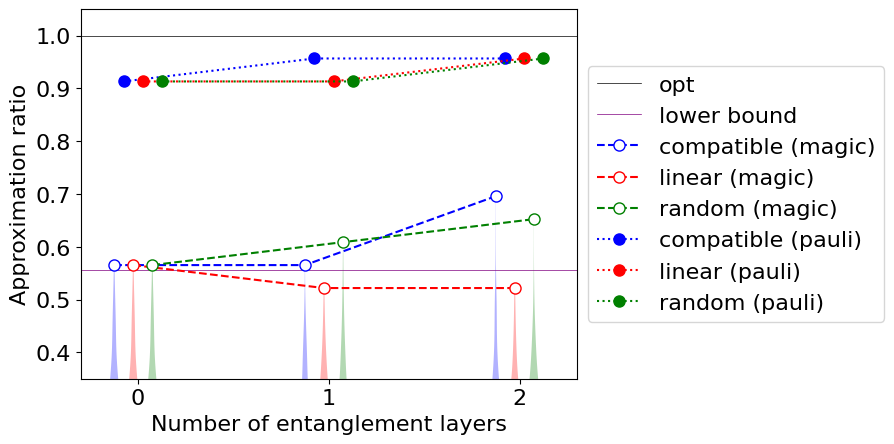 1.0
0.9
0.8
0.7
0.6
0.5
0.4
Approximation ratio
0 1 2
Number of entanglement layers
opt
lower bound
compatible (magic)
linear (magic)
random (magic)
compatible (pauli)
linear (pauli)
random (pauli)